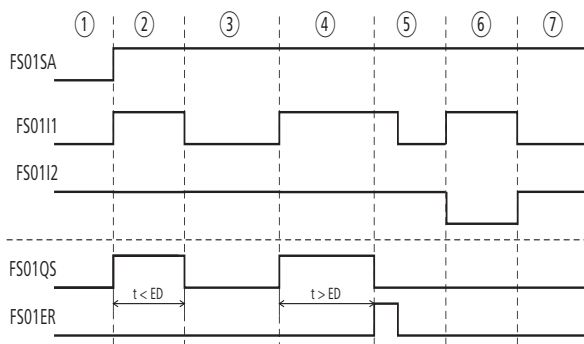 ① ② ③ ④ ⑤ ⑥ ⑦
FS01SA
FS01I1
FS01I2
FS01QS
t < ED
t > ED
FS01ER